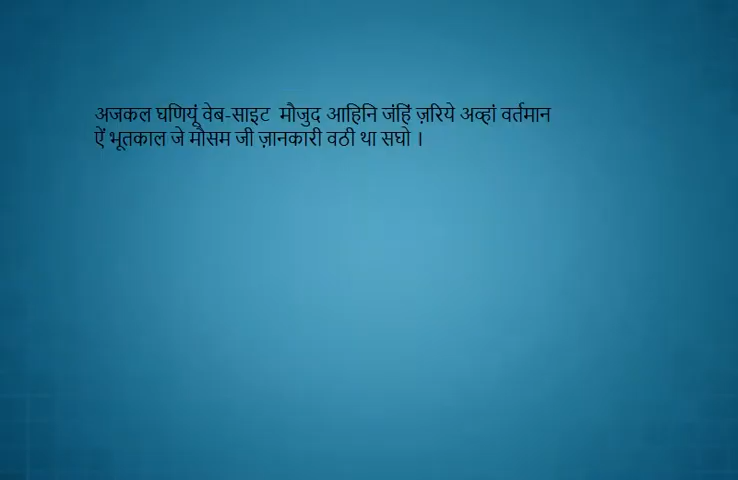 अजकल घणियूं वेब-साइट  मौजुद आहिनि जंहिं ज़रिये अव्हां वर्तमान
ऐं भूतकाल जे मौसम जी ज़ानकारी वठी था सघो ।